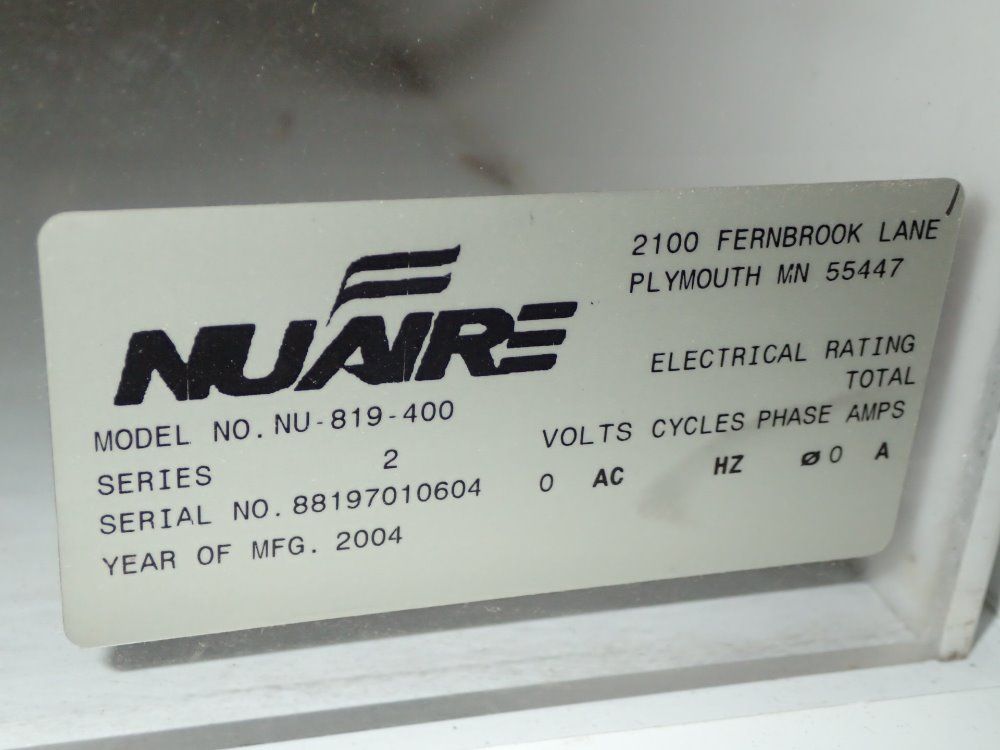 NUAIRE
2100 FERNBROOK LANE
PLYMOUTH MN 55447
MODEL NO. NU-819-400
SERIES 2
SERIAL NO. 88197010604
YEAR OF MFG. 2004
ELECTRICAL RATING
TOTAL
VOLTS CYCLES PHASE AMPS
0 AC HZ ø 0 A